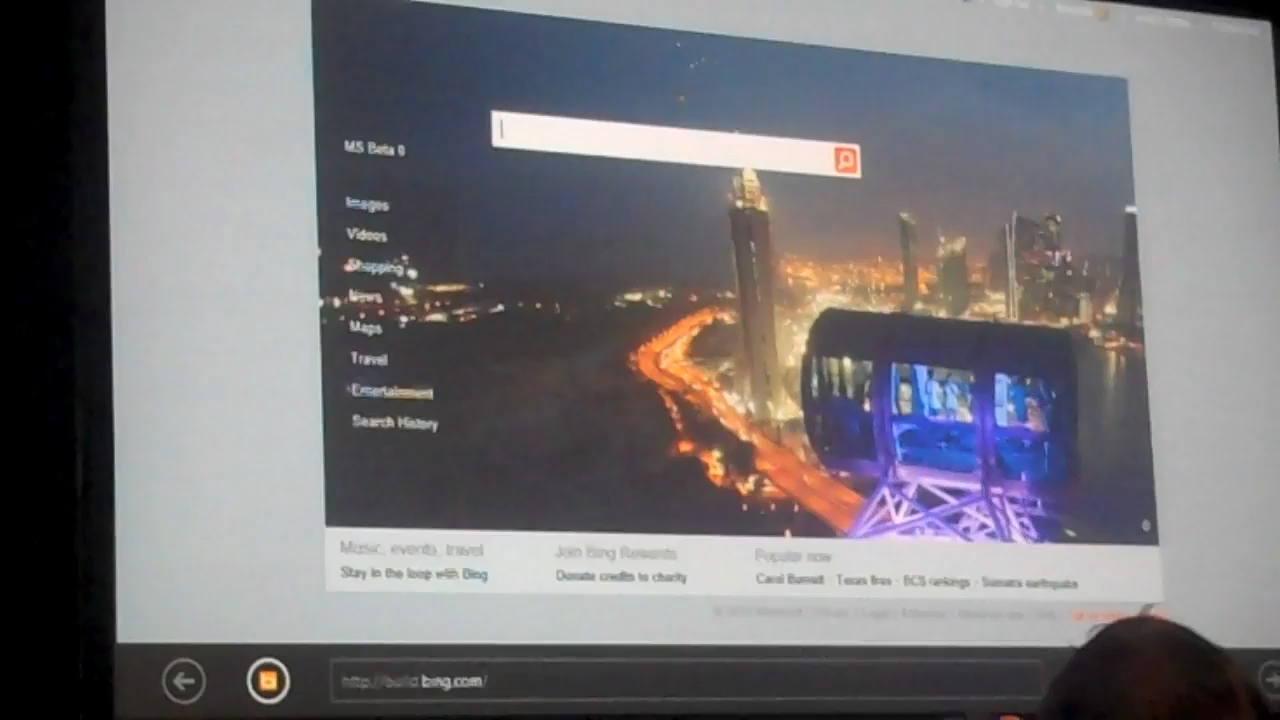 MS Beta 0
Images
Videos
Shopping
News
Maps
Travel
Entertainment
Search History
Music, events, travel
Stay in the loop with Bing
Join Bing Rewards
Donate credits to charity
Popular now
Carol Burnett · Texas fires · BCS rankings · Sumatra earthquake
http://build.bing.com/